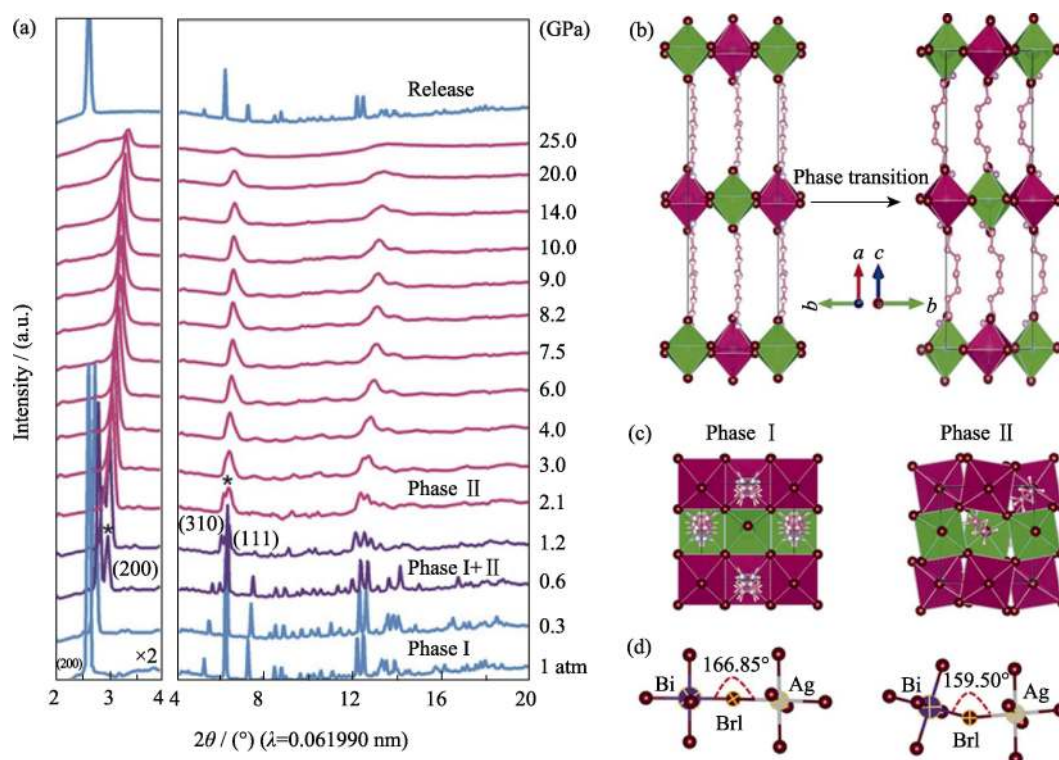 (a)
(GPa)
Release
25.0
20.0
14.0
10.0
9.0
8.2
7.5
6.0
4.0
3.0
*
Phase Ⅱ
2.1
(310)
(111)
1.2
*
(200)
Phase Ⅰ+Ⅱ
0.6
0.3
Phase Ⅰ
(200)
×2
1 atm
2 3 4 4 8 12 16 20
Intensity / (a.u.)
2θ / (°) (λ=0.061990 nm)
(b)
Phase transition
a c
b b
(c)
Phase Ⅰ Phase Ⅱ
(d)
166.85°
Bi Ag
Brl
159.50°
Bi Ag
Brl